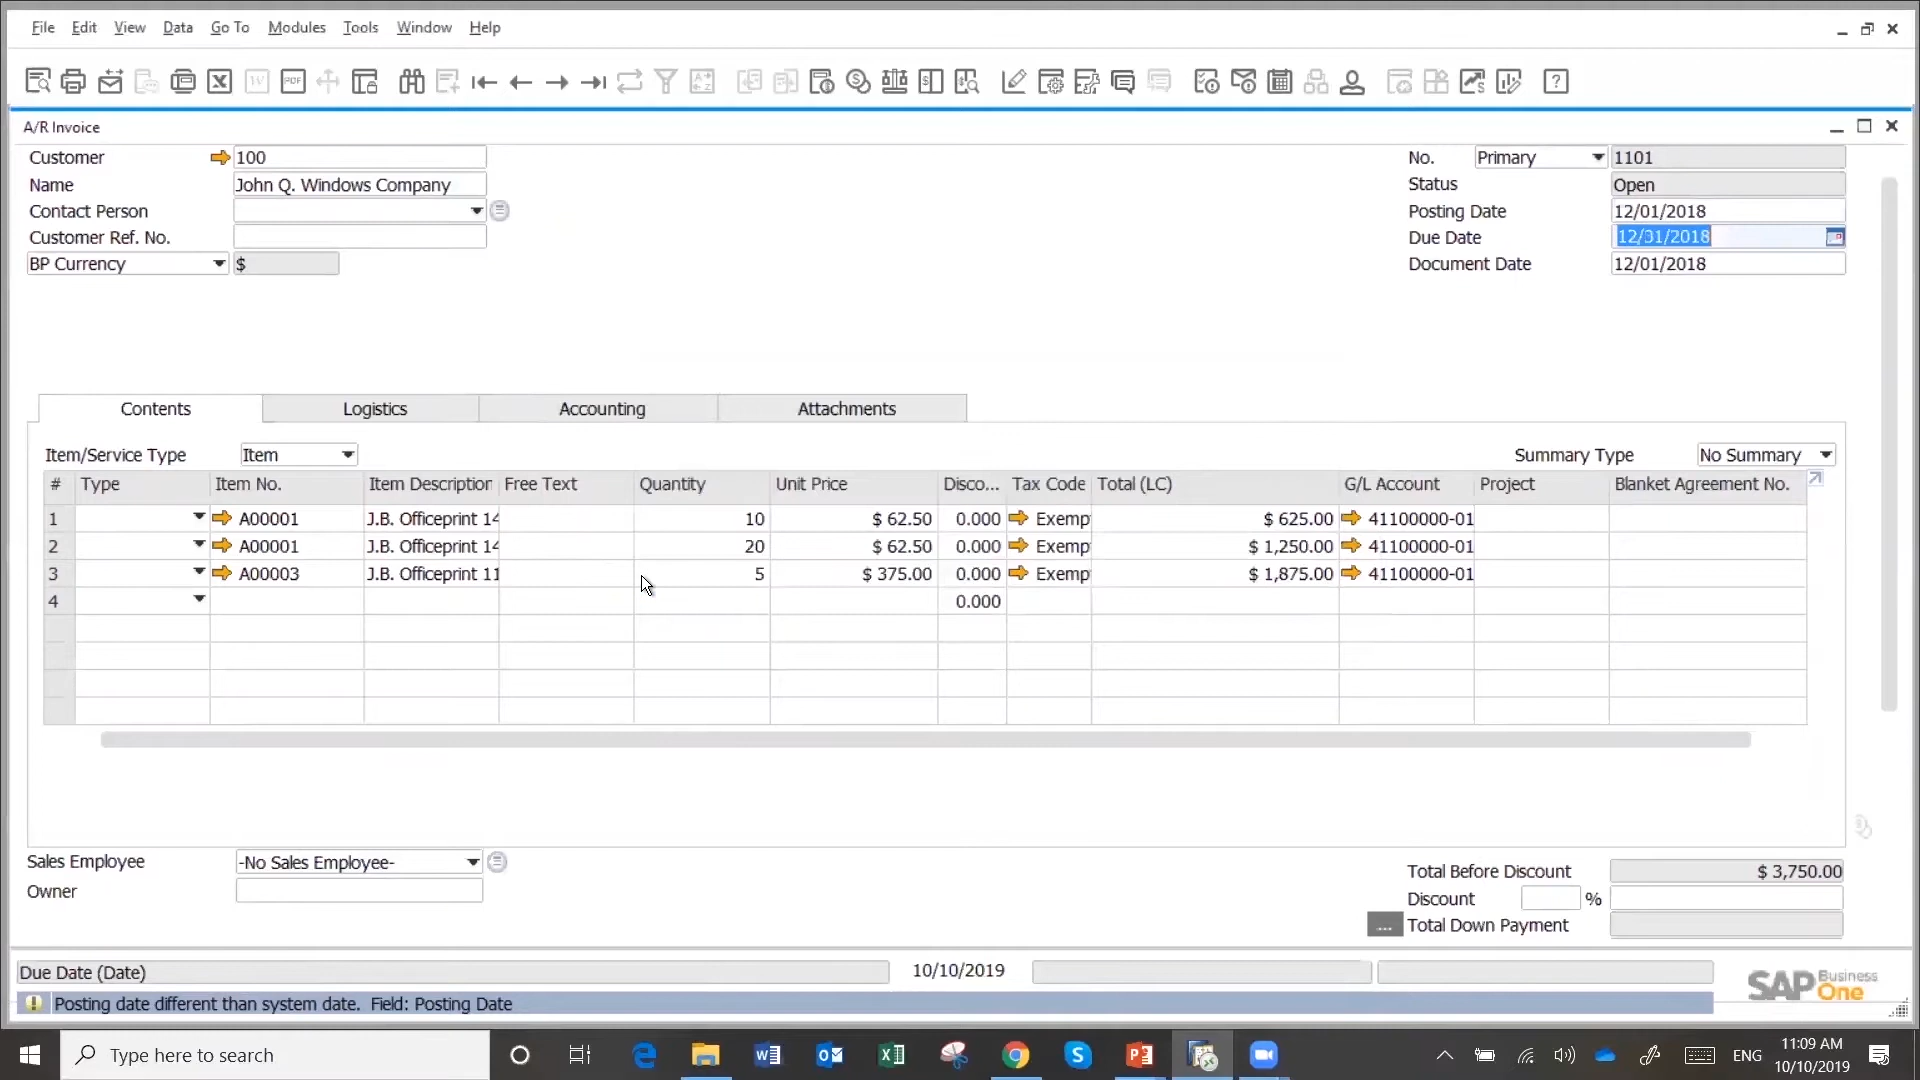 File Edit View Data Go To Modules Tools Window Help
A/R Invoice
Customer 100 No. Primary 1101
Name John Q. Windows Company Status Open
Contact Person Posting Date 12/01/2018
Customer Ref. No. Due Date 12/31/2018
BP Currency $ Document Date 12/01/2018
Contents Logistics Accounting Attachments
Item/Service Type Item Summary Type No Summary
# Type Item No. Item Description Free Text Quantity Unit Price Disco... Tax Code Total (LC) G/L Account Project Blanket Agreement No.
1 A00001 J.B. Officeprint 14 10 $ 62.50 0.000 Exemp $ 625.00 41100000-01
2 A00001 J.B. Officeprint 14 20 $ 62.50 0.000 Exemp $ 1,250.00 41100000-01
3 A00003 J.B. Officeprint 11 5 $ 375.00 0.000 Exemp $ 1,875.00 41100000-01
4 0.000
Sales Employee -No Sales Employee- Total Before Discount $ 3,750.00
Owner Discount %
... Total Down Payment
Due Date (Date) 10/10/2019 SAP Business One
Posting date different than system date. Field: Posting Date
Type here to search ENG 11:09 AM
10/10/2019